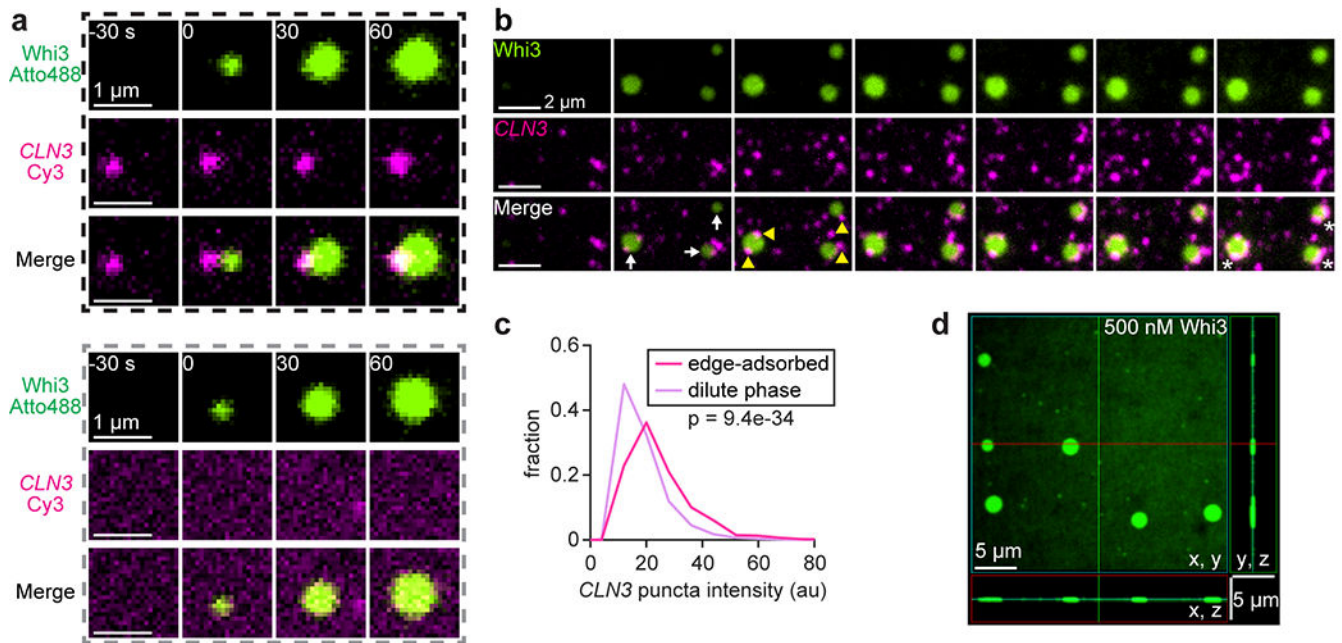 a
-30 s 0 30 60
Whi3
Atto488
1 µm
CLN3
Cy3
Merge
-30 s 0 30 60
Whi3
Atto488
1 µm
CLN3
Cy3
Merge
b
Whi3
2 µm
CLN3
Merge
* * *
c
0.6
0.4
0.2
0
fraction
edge-adsorbed
dilute phase
p = 9.4e-34
0 20 40 60 80
CLN3 puncta intensity (au)
d
500 nM Whi3
5 µm
x, y
y, z
x, z
5 µm